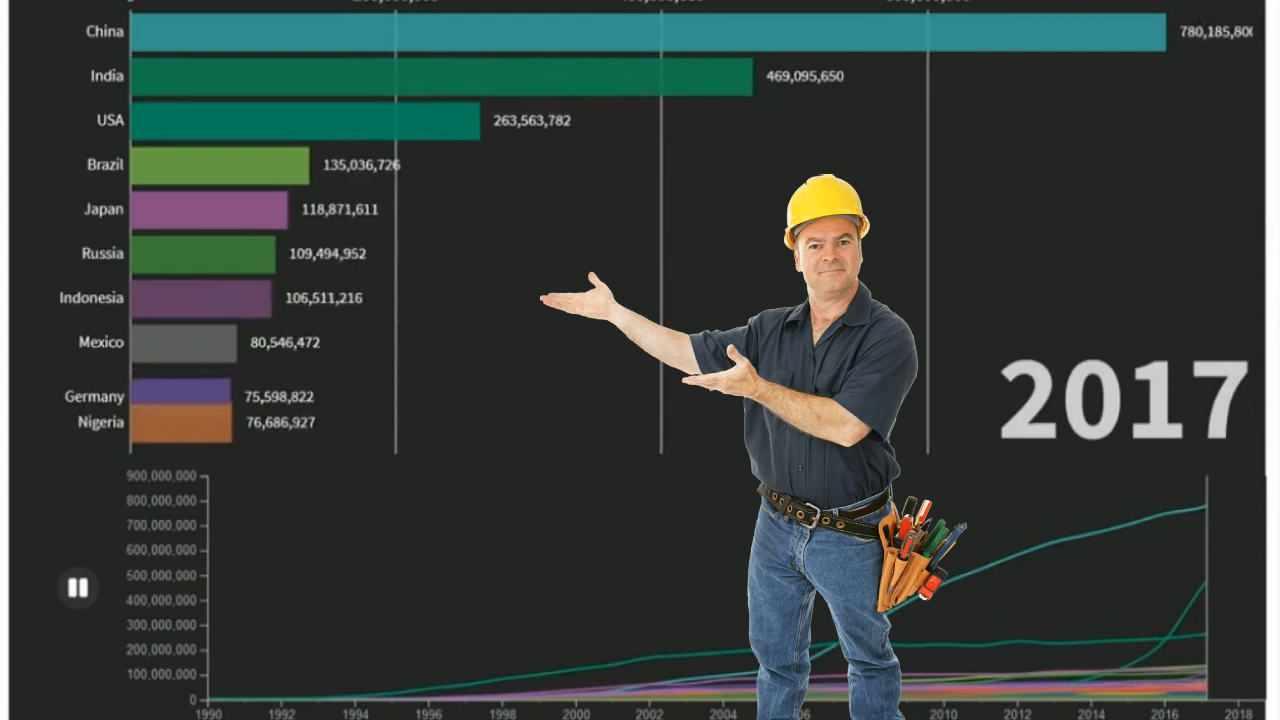 China 780,185,80
India 469,095,650
USA 263,563,782
Brazil 135,036,726
Japan 118,871,611
Russia 109,494,952
Indonesia 106,511,216
Mexico 80,546,472
Germany 75,598,822
Nigeria 76,686,927
2017
900,000,000
800,000,000
700,000,000
600,000,000
500,000,000
400,000,000
300,000,000
200,000,000
100,000,000
0
1990 1992 1994 1996 1998 2000 2002 2004 06 2010 2012 2014 2016 2018